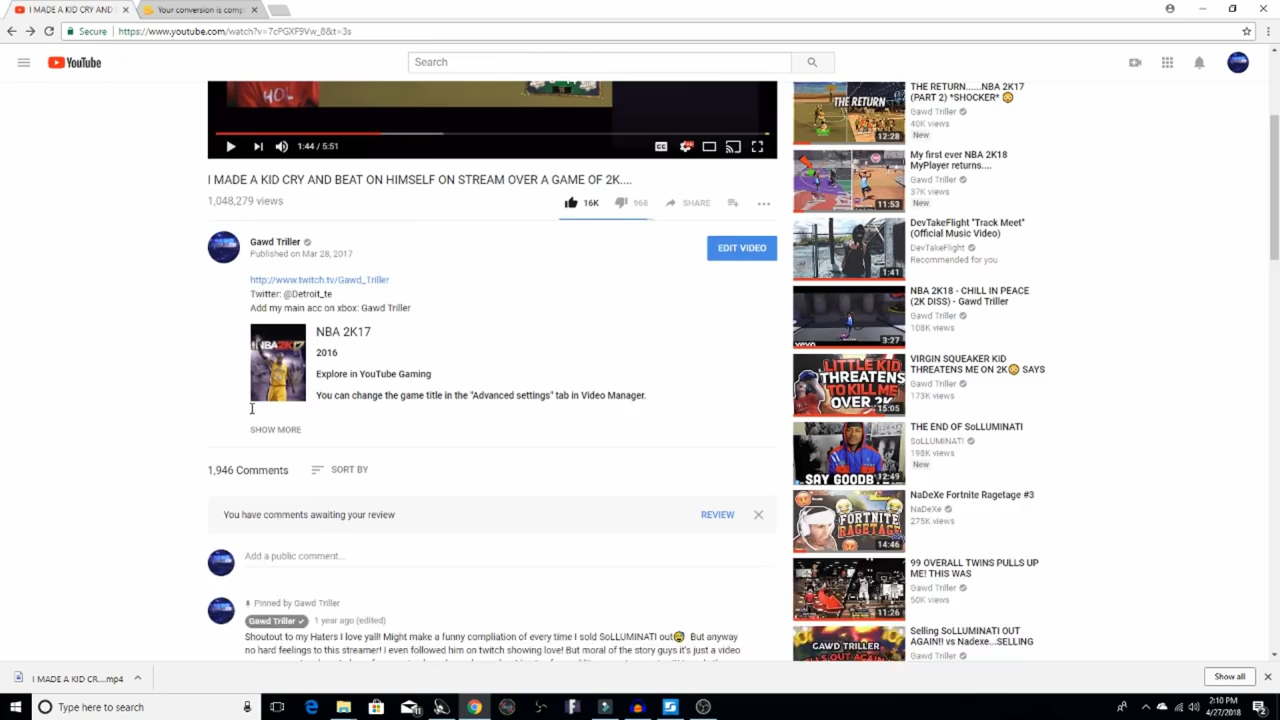 I MADE A KID CRY AND I
Your conversion is comp
Secure
https://www.youtube.com/watch?v=7cPGXF9Vw_8&t=3s
YouTube
Search
HOL
1:44 / 5:51
CC
MADE A KID CRY AND BEAT ON HIMSELF ON STREAM OVER A GAME OF 2K....
1,048,279 views
16K
968
SHARE
Gawd Triller
Published on Mar 28, 2017
EDIT VIDEO
http://www.twitch.tv/Gawd_Triller
Twitter: @Detroit_te
Add my main acc on xbox: Gawd Triller
NBA2K17
NBA 2K17
2016
Explore in YouTube Gaming
You can change the game title in the "Advanced settings" tab in Video Manager.
SHOW MORE
1,946 Comments
SORT BY
You have comments awaiting your review
REVIEW
Add a public comment...
Pinned by Gawd Triller
Gawd Triller
1 year ago (edited)
Shoutout to my Haters I love yall! Might make a funny compliation of every time I sold SoLLUMINATI out But anyway
no hard feelings to this streamer! I even followed him on twitch showing love! But moral of the story guys it's just a video
THE RETURN
12:28
THE RETURN......NBA 2K17
(PART 2) *SHOCKER*
Gawd Triller
40K views
New
11:53
My first ever NBA 2K18
MyPlayer returns....
Gawd Triller
37K views
New
1:41
DevTakeFlight "Track Meet"
(Official Music Video)
DevTakeFlight
Recommended for you
vevo
3:27
NBA 2K18 - CHILL IN PEACE
(2K DISS) - Gawd Triller
Gawd Triller
108K views
LITTLE KID
THREATENS
TO KILL ME
OVER 2K
15:05
VIRGIN SQUEAKER KID
THREATENS ME ON 2K SAYS
Gawd Triller
173K views
SAY GOODB
12:49
THE END OF SoLLUMINATI
SoLLUMINATI
198K views
New
FORTNITE
RAGETAGE
14:46
NaDeXe Fortnite Ragetage #3
NaDeXe
275K views
11:26
99 OVERALL TWINS PULLS UP
ME! THIS WAS
Gawd Triller
50K views
GAWD TRILLER
Selling SoLLUMINATI OUT
AGAIN!! vs Nadexe...SELLING
Gawd Triller
I MADE A KID CR....mp4
Show all
Type here to search
2:10 PM
4/27/2018
2